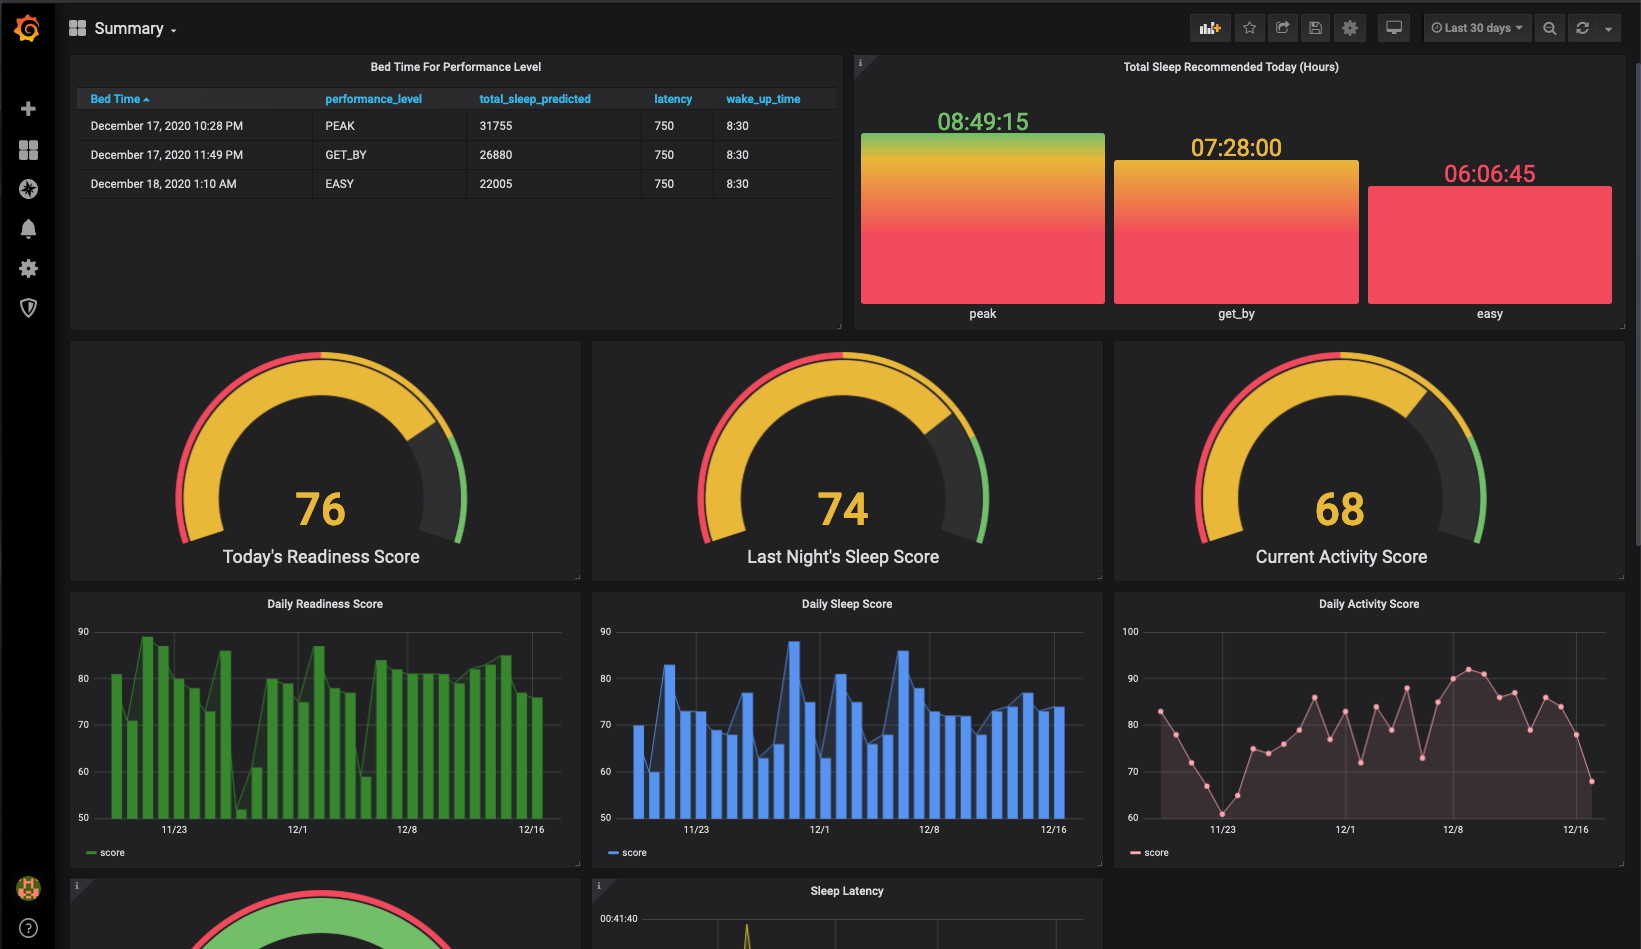 Summary
Last 30 days
Bed Time For Performance Level
Bed Time performance_level total_sleep_predicted latency wake_up_time
December 17, 2020 10:28 PM PEAK 31755 750 8:30
December 17, 2020 11:49 PM GET_BY 26880 750 8:30
December 18, 2020 1:10 AM EASY 22005 750 8:30
i
Total Sleep Recommended Today (Hours)
08:49:15
07:28:00
06:06:45
peak get_by easy
76
Today's Readiness Score
74
Last Night's Sleep Score
68
Current Activity Score
Daily Readiness Score
90
80
70
60
50
11/23 12/1 12/8 12/16
score
Daily Sleep Score
90
80
70
60
50
11/23 12/1 12/8 12/16
score
Daily Activity Score
100
90
80
70
60
11/23 12/1 12/8 12/16
score
i
i
Sleep Latency
00:41:40
?